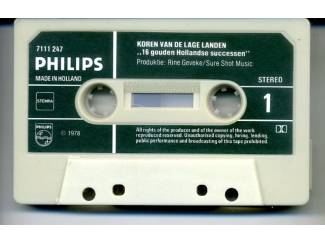 7111 247
PHILIPS
MADE IN HOLLAND
KOREN VAN DE LAGE LANDEN
„16 gouden Hollandse successen"
Produktie: Rine Geveke/Sure Shot Music
STEREO
STEMRA
1
PHILIPS
℗ 1978
All rights of the producer and of the owner of the work
reproduced reserved. Unauthorised copying, hiring, lending,
public performance and broadcasting of this tape prohibited.